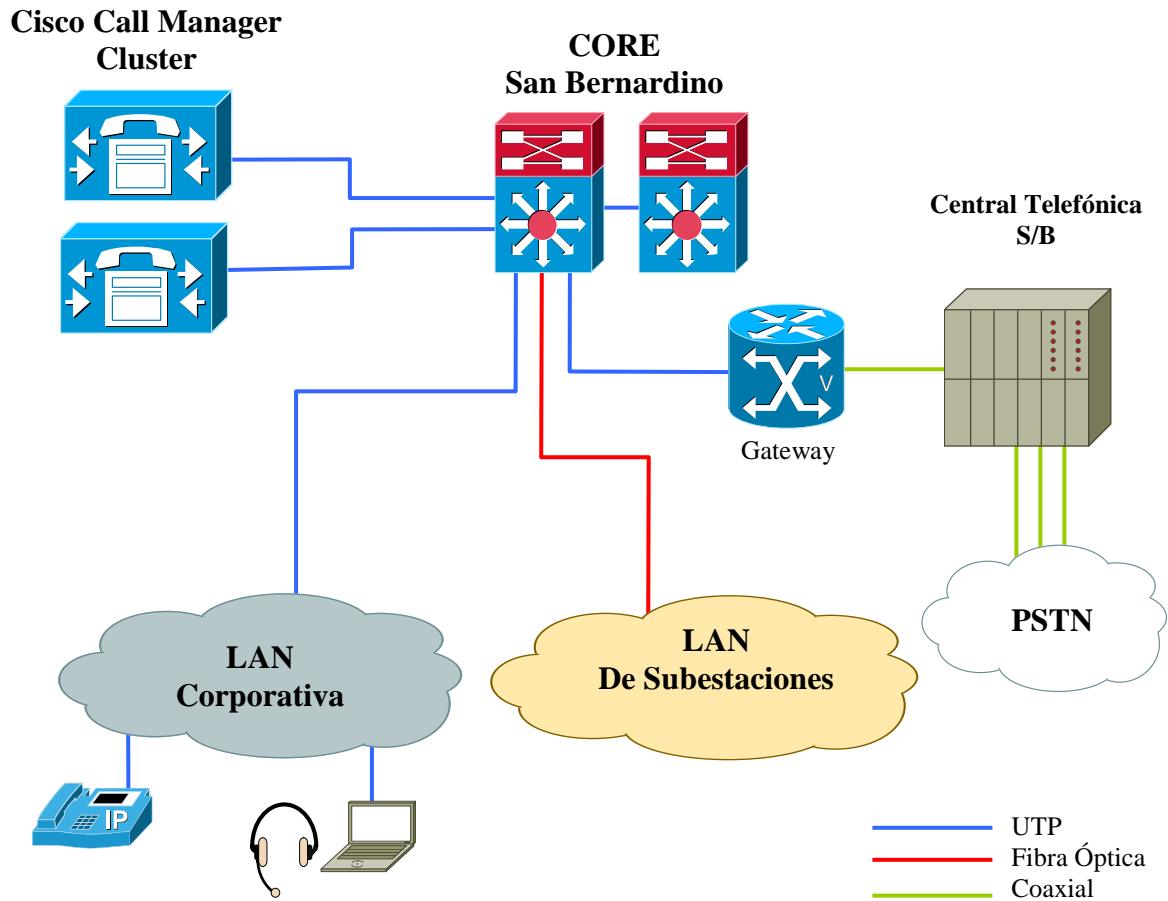 Cisco Call Manager
Cluster
CORE
San Bernardino
Central Telefónica
S/B
V
Gateway
PSTN
LAN
Corporativa
LAN
De Subestaciones
IP
UTP
Fibra Óptica
Coaxial